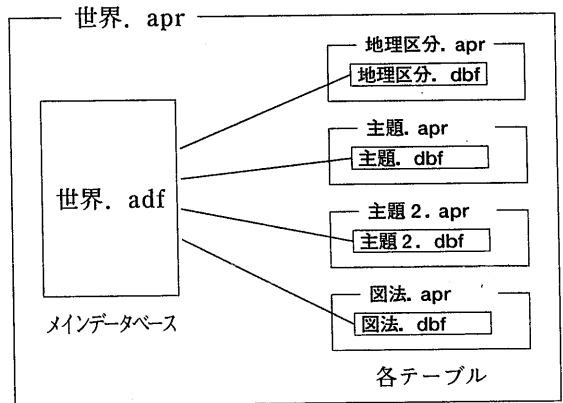 世界．apr
地理区分．apr
地理区分．dbf
主題．apr
主題．dbf
世界．adf
主題2．apr
主題2．dbf
図法．apr
図法．dbf
メインデータベース
各テーブル